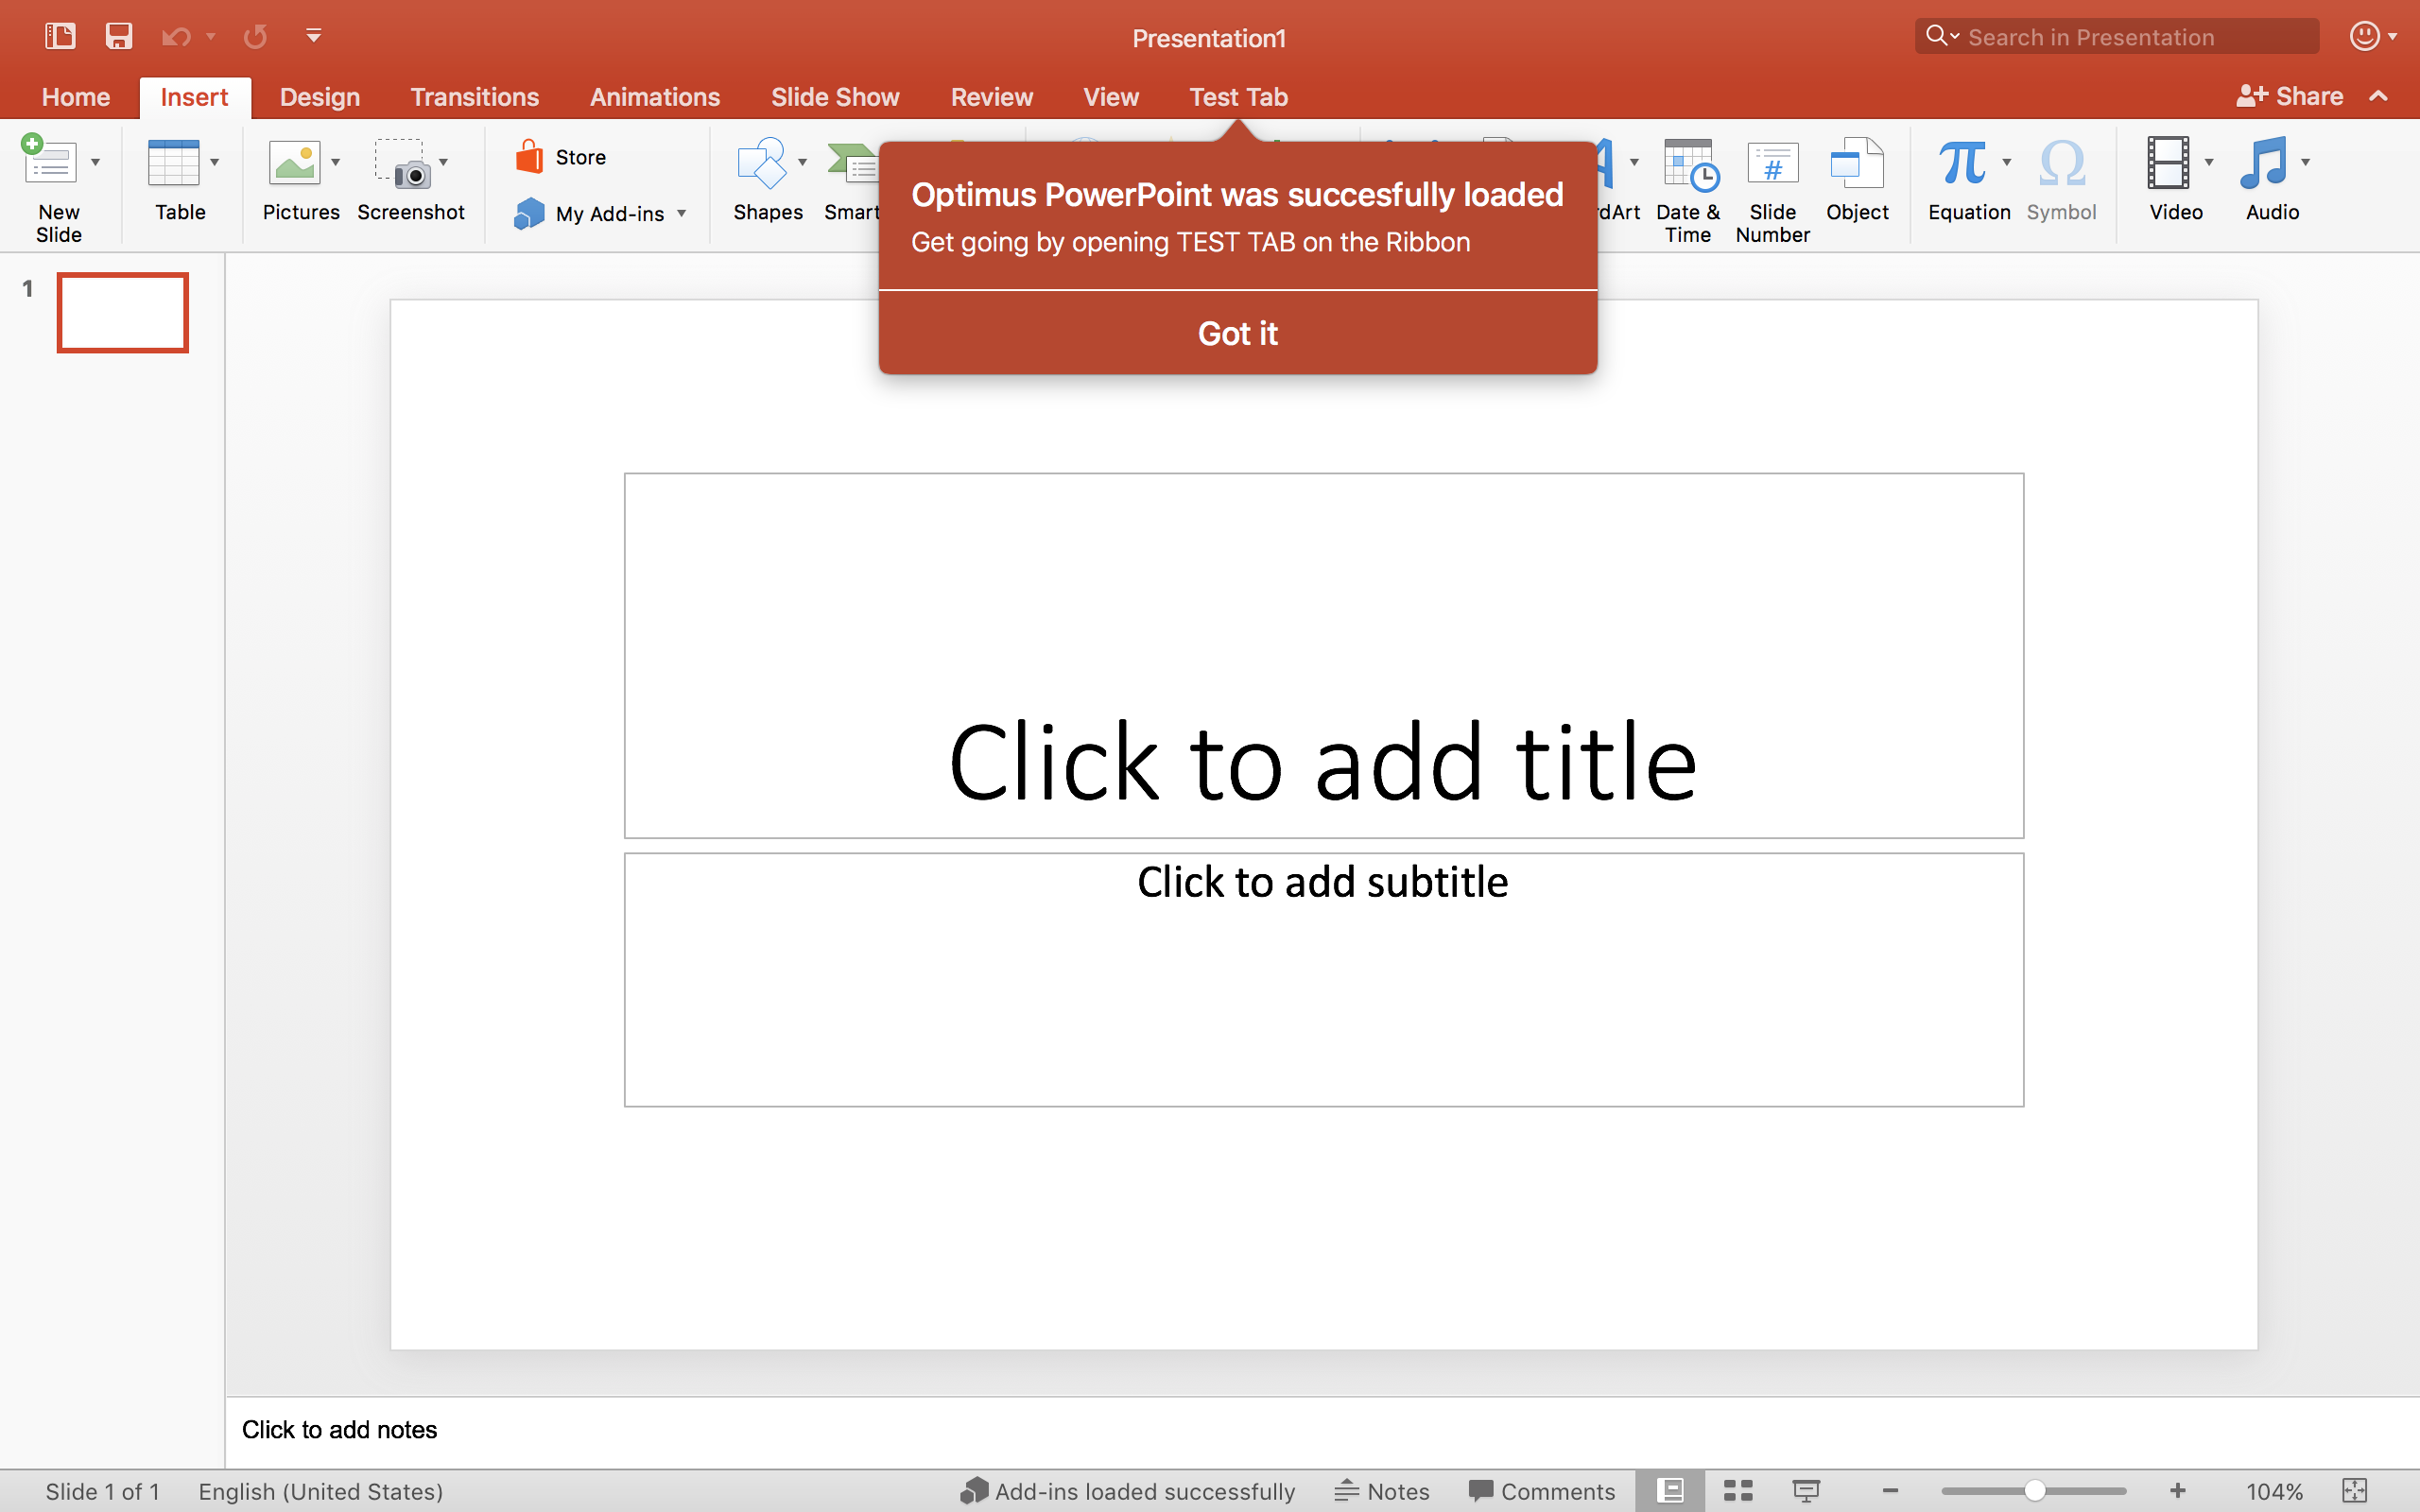 Presentation1
Search in Presentation
Home Insert Design Transitions Animations Slide Show Review View Test Tab Share
New
Slide
Table
Pictures
Screenshot
Store
My Add-ins
Shapes
Smart
dArt
Date &
Time
Slide
Number
Object
Equation
Symbol
Video
Audio
Optimus PowerPoint was succesfully loaded
Get going by opening TEST TAB on the Ribbon
Got it
1
Click to add title
Click to add subtitle
Click to add notes
Slide 1 of 1 English (United States) Add-ins loaded successfully Notes Comments 104%